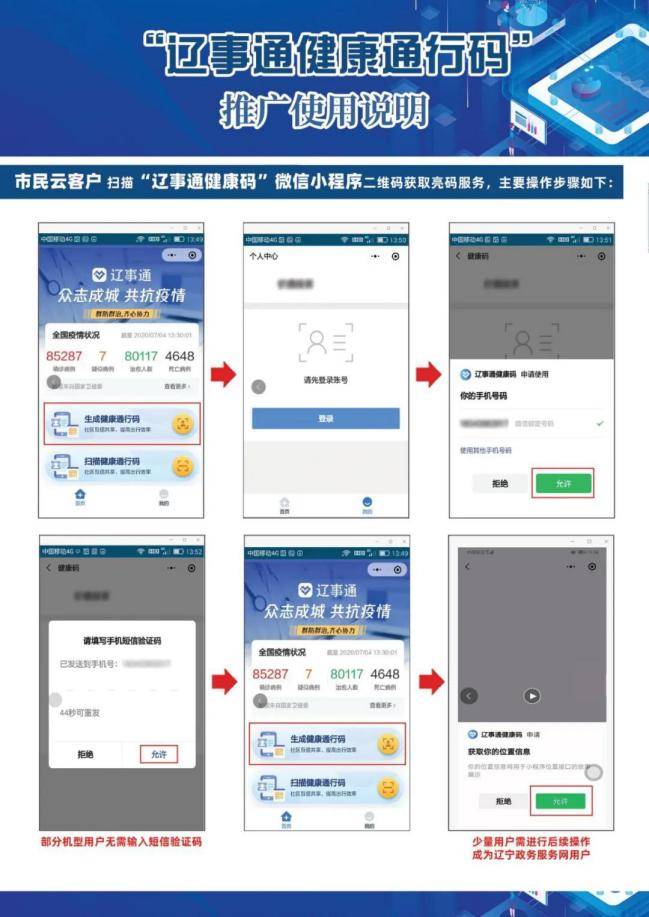 “辽事通健康通行码”
推广使用说明
市民云客户 扫描“辽事通健康码”微信小程序二维码获取亮码服务，主要操作步骤如下：
中国移动4G 13:49
辽事通
众志成城 共抗疫情
群防群治,齐心协力
全国疫情状况 截至 2020/07/04 13:30:01
85287 7 80117 4648
确诊病例 疑似病例 治愈人数 死亡病例
来自国家卫健委 查看更多
生成健康通行码
社区互信共享，提高出行效率
扫描健康通行码
社区互信共享，提高出行效率
首页 我的
中国移动4G 13:50
个人中心
请先登录账号
登录
首页 我的
中国移动4G 13:51
健康码
辽事通健康码 申请使用
你的手机号码
微信绑定号码
使用其他手机号码
拒绝 允许
中国移动4G 13:52
健康码
请填写手机短信验证码
已发送到手机号：
44秒可重发
拒绝 允许
部分机型用户无需输入短信验证码
中国移动4G 13:49
辽事通
众志成城 共抗疫情
群防群治,齐心协力
全国疫情状况 截至 2020/07/04 13:30:01
85287 7 80117 4648
确诊病例 疑似病例 治愈人数 死亡病例
来自国家卫健委 查看更多
生成健康通行码
社区互信共享，提高出行效率
扫描健康通行码
社区互信共享，提高出行效率
首页 我的
辽事通健康码 申请
获取你的位置信息
你的位置信息将用于小程序位置接口的效果
展示
拒绝 允许
少量用户需进行后续操作
成为辽宁政务服务网用户